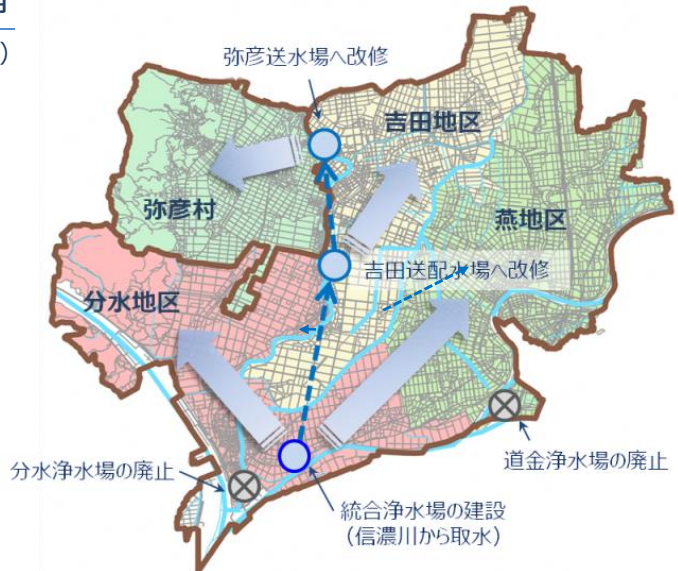 )
弥彦送水場へ改修
吉田地区
弥彦村
燕地区
吉田送配水場へ改修
分水地区
分水浄水場の廃止
道金浄水場の廃止
統合浄水場の建設
（信濃川から取水）